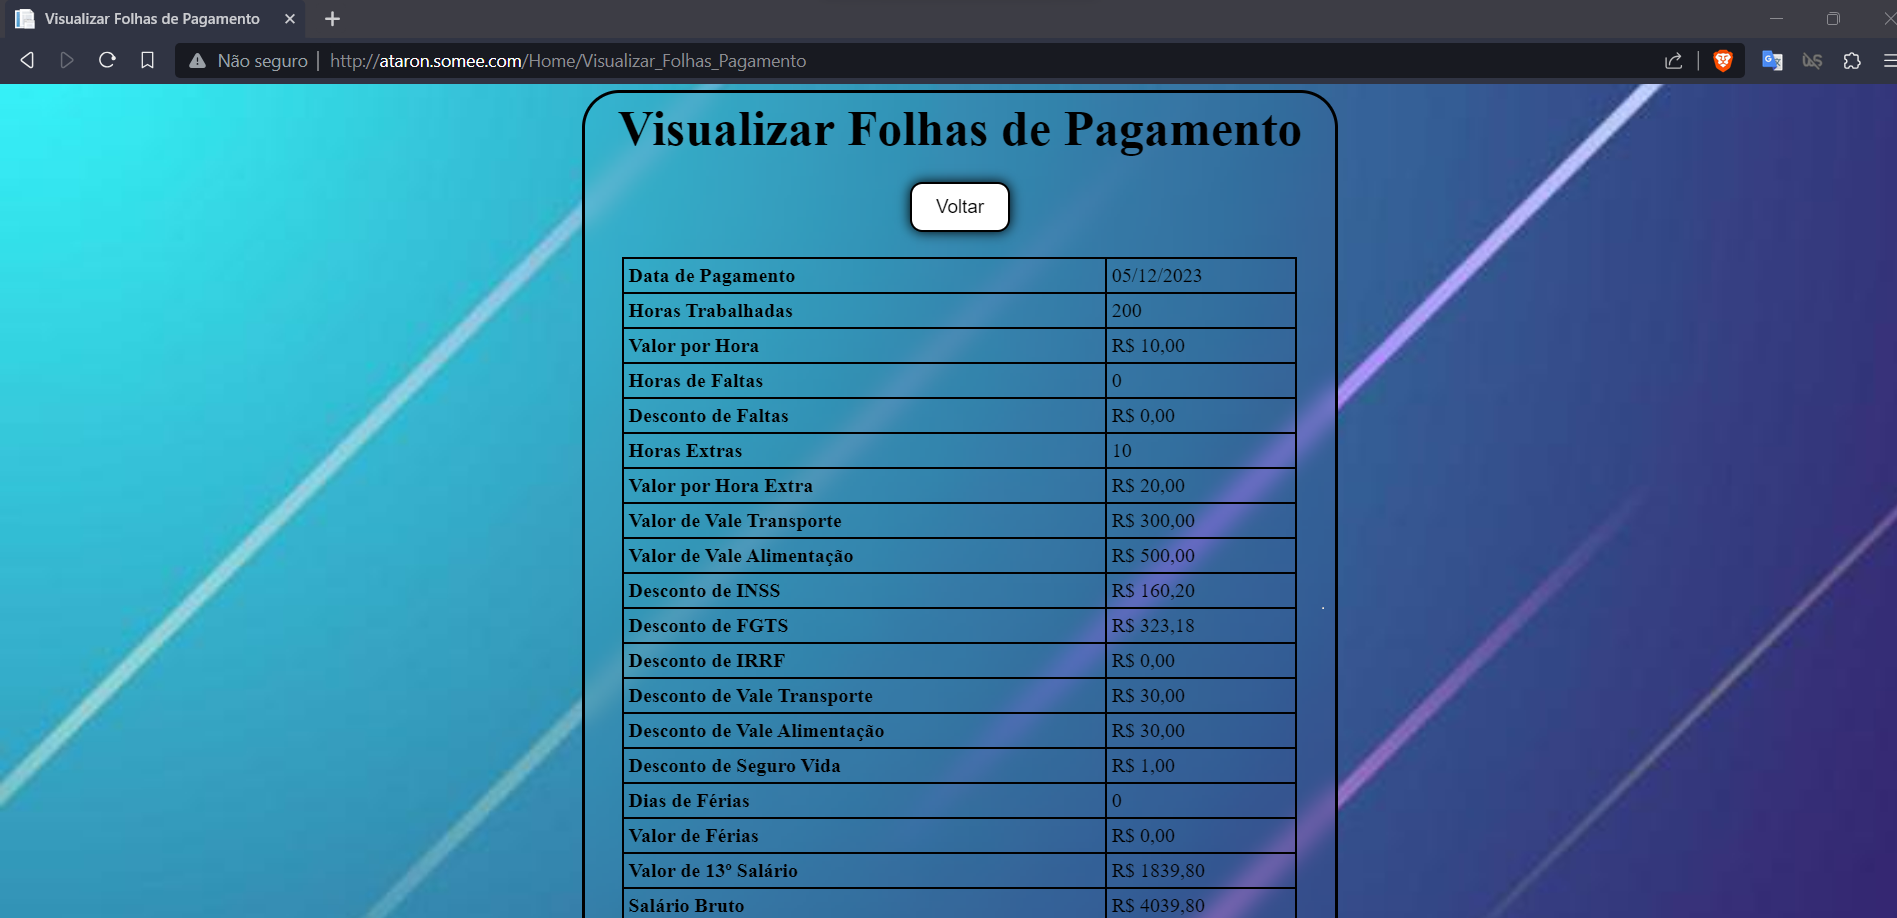 Visualizar Folhas de Pagamento
Não seguro | http://ataron.somee.com/Home/Visualizar_Folhas_Pagamento
Visualizar Folhas de Pagamento
Voltar
Data de Pagamento 05/12/2023
Horas Trabalhadas 200
Valor por Hora R$ 10,00
Horas de Faltas 0
Desconto de Faltas R$ 0,00
Horas Extras 10
Valor por Hora Extra R$ 20,00
Valor de Vale Transporte R$ 300,00
Valor de Vale Alimentação R$ 500,00
Desconto de INSS R$ 160,20
Desconto de FGTS R$ 323,18
Desconto de IRRF R$ 0,00
Desconto de Vale Transporte R$ 30,00
Desconto de Vale Alimentação R$ 30,00
Desconto de Seguro Vida R$ 1,00
Dias de Férias 0
Valor de Férias R$ 0,00
Valor de 13º Salário R$ 1839,80
Salário Bruto R$ 4039,80